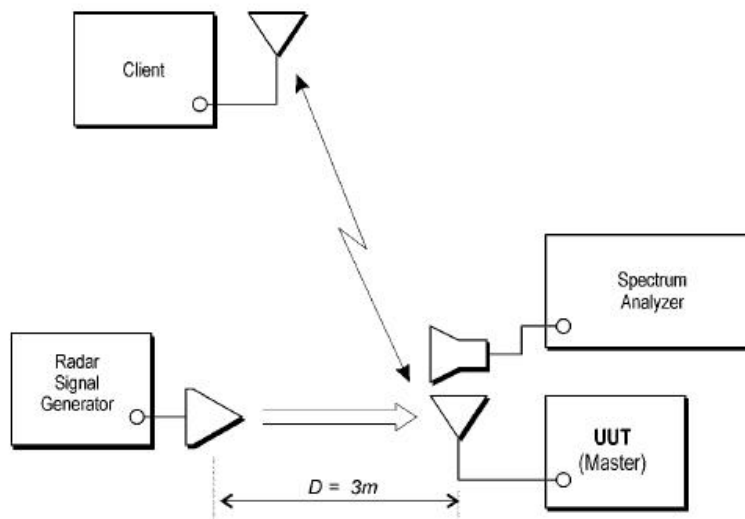 Client
Spectrum
Analyzer
Radar
Signal
Generator
UUT
(Master)
D = 3m